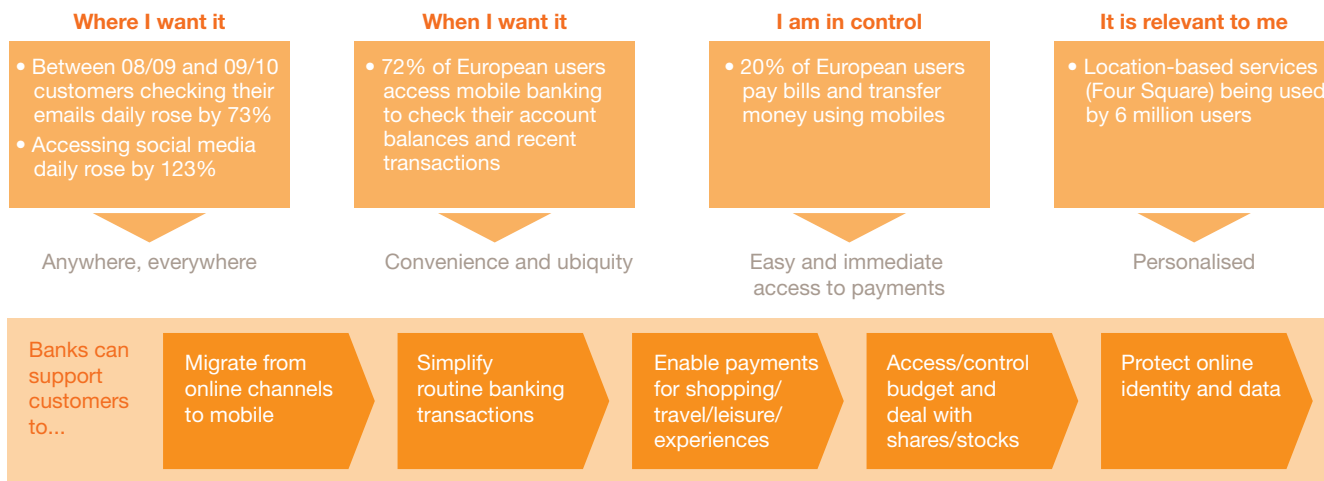 Where I want it
• Between 08/09 and 09/10
customers checking their
emails daily rose by 73%
• Accessing social media
daily rose by 123%
Anywhere, everywhere
When I want it
• 72% of European users
access mobile banking
to check their account
balances and recent
transactions
Convenience and ubiquity
I am in control
• 20% of European users
pay bills and transfer
money using mobiles
Easy and immediate
access to payments
It is relevant to me
• Location-based services
(Four Square) being used
by 6 million users
Personalised
Banks can
support
customers
to...
Migrate from
online channels
to mobile
Simplify
routine banking
transactions
Enable payments
for shopping/
travel/leisure/
experiences
Access/control
budget and
deal with
shares/stocks
Protect online
identity and data